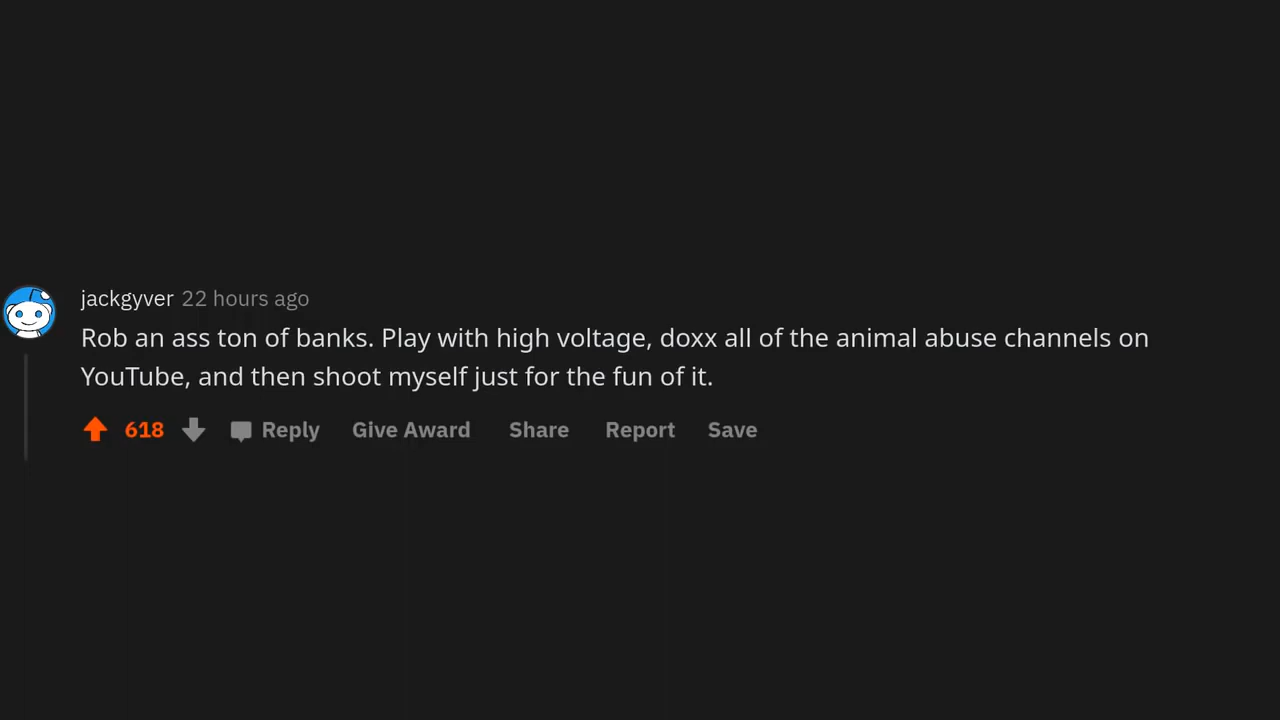 jackgyver 22 hours ago
Rob an ass ton of banks. Play with high voltage, doxx all of the animal abuse channels on
YouTube, and then shoot myself just for the fun of it.
618 Reply Give Award Share Report Save